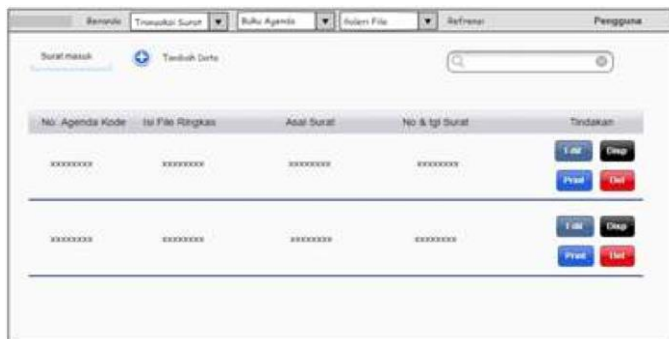 Beranda Transaksi Surat Buku Agenda Galeri File Refrensi Pengguna
Surat masuk Tambah Data
No. Agenda Kode Isi File Ringkas Asal Surat No & tgl Surat Tindakan
Edit Disp
xxxxxxxx xxxxxxxx xxxxxxxx xxxxxxxx
Print Del
Edit Disp
xxxxxxxx xxxxxxxx xxxxxxxx xxxxxxxx
Print Del